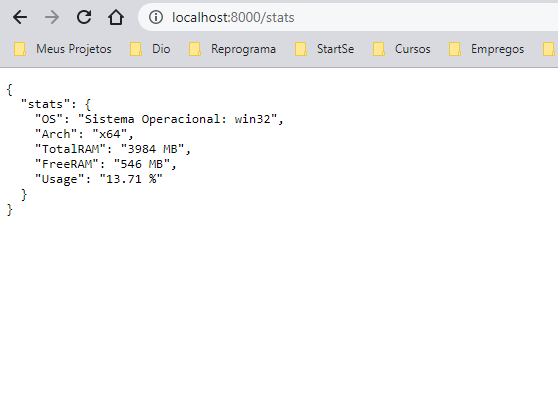 localhost:8000/stats
Meus Projetos Dio Reprograma StartSe Cursos Empregos
{
"stats": {
"OS": "Sistema Operacional: win32",
"Arch": "x64",
"TotalRAM": "3984 MB",
"FreeRAM": "546 MB",
"Usage": "13.71 %"
}
}